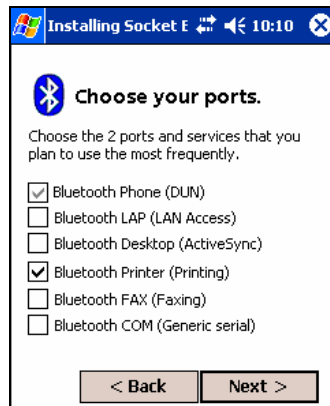 Installing Socket E 10:10
Choose your ports.
Choose the 2 ports and services that you
plan to use the most frequently.
Bluetooth Phone (DUN)
Bluetooth LAP (LAN Access)
Bluetooth Desktop (ActiveSync)
Bluetooth Printer (Printing)
Bluetooth FAX (Faxing)
Bluetooth COM (Generic serial)
< Back Next >